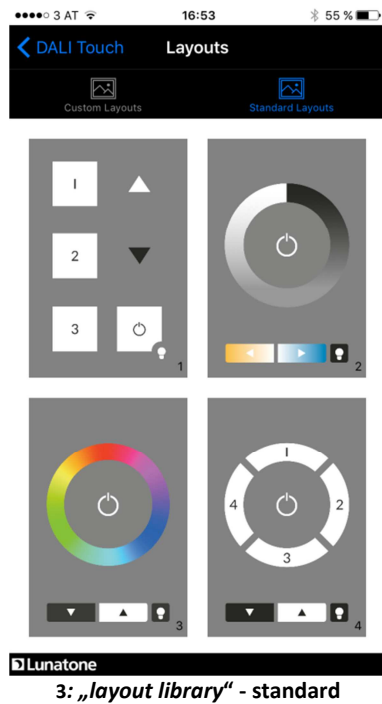 3 AT 16:53 55 %
DALI Touch Layouts
Custom Layouts Standard Layouts
I
2
3
1
2
3
I
4 2
3
4
Lunatone
3: „layout library“ - standard